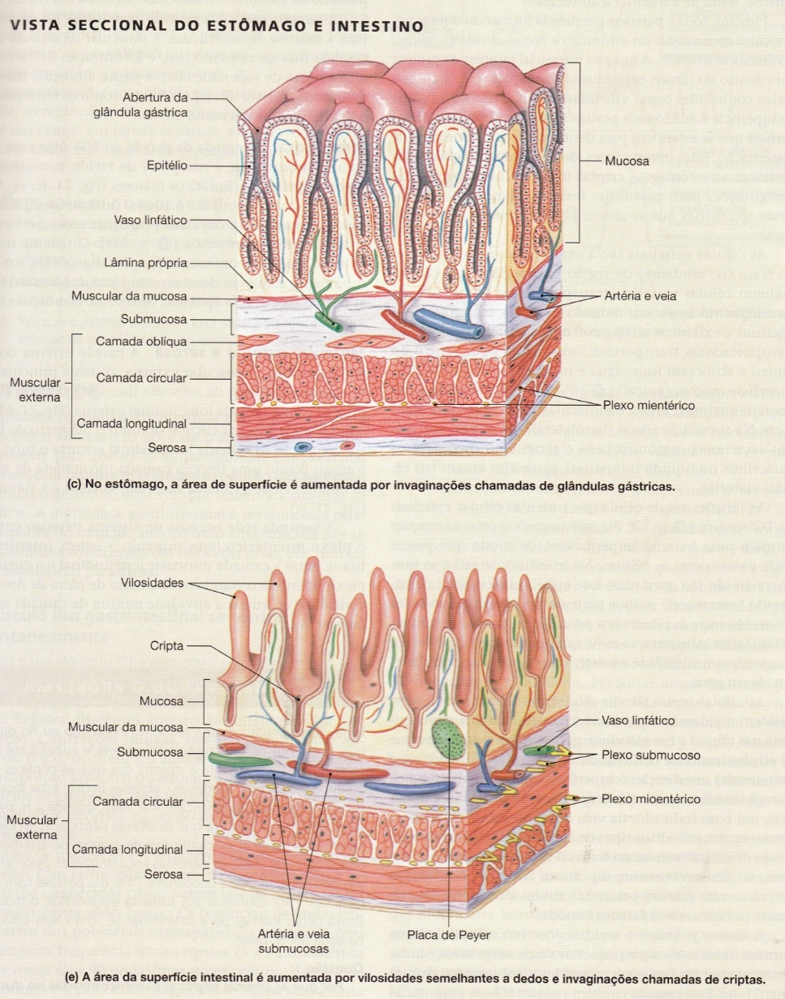 VISTA SECCIONAL DO ESTÔMAGO E INTESTINO
Abertura da
glândula gástrica
Epitélio
Vaso linfático
Lâmina própria
Muscular da mucosa
Submucosa
Camada oblíqua
Camada circular
Muscular
externa
Camada longitudinal
Serosa
Mucosa
Artéria e veia
Plexo mientérico
(c) No estômago, a área de superfície é aumentada por invaginações chamadas de glândulas gástricas.
Vilosidades
Cripta
Mucosa
Muscular da mucosa
Submucosa
Camada circular
Muscular
externa
Camada longitudinal
Serosa
Vaso linfático
Plexo submucoso
Plexo mioentérico
Artéria e veia
submucosas
Placa de Peyer
(e) A área da superfície intestinal é aumentada por vilosidades semelhantes a dedos e invaginações chamadas de criptas.